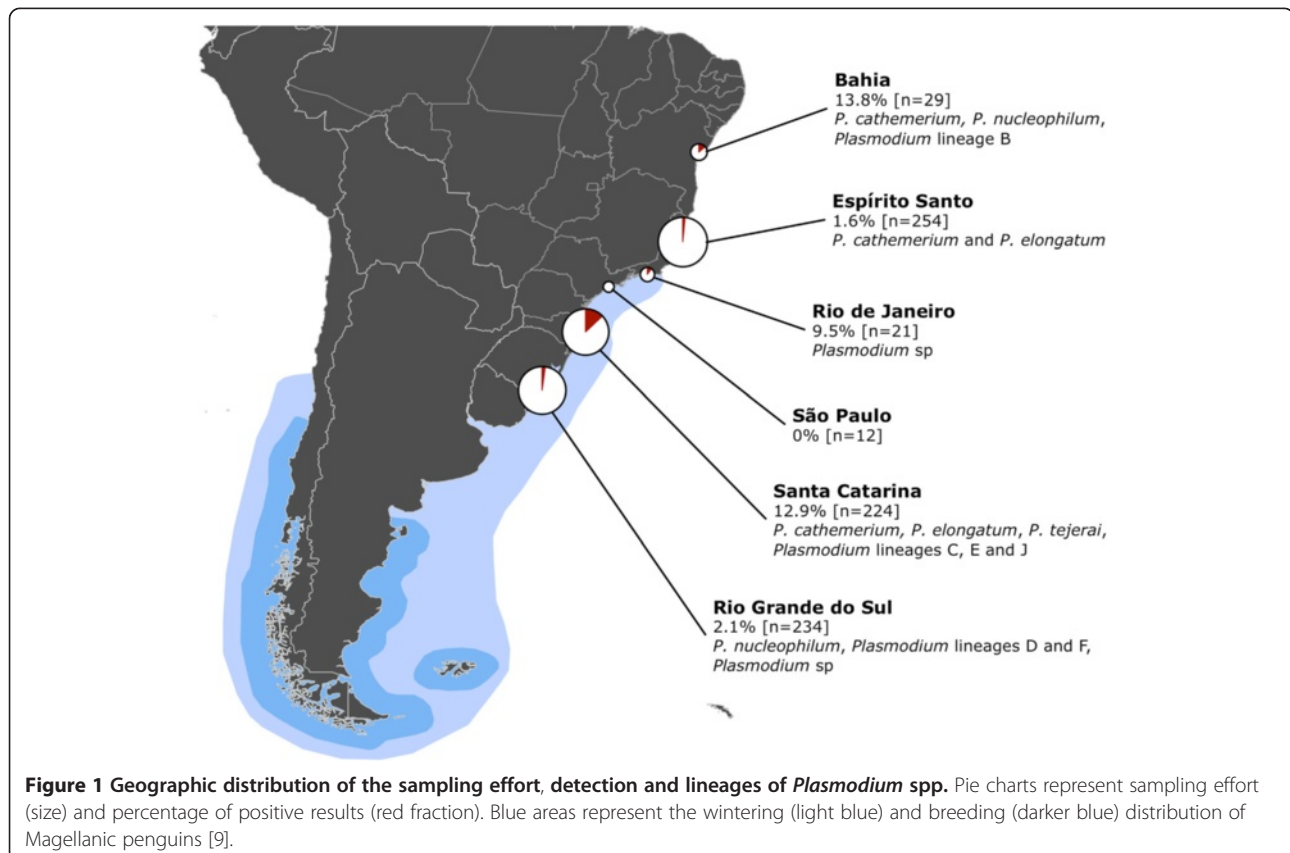 Bahia
13.8% [n=29]
P. cathemerium, P. nucleophilum,
Plasmodium lineage B
Espírito Santo
1.6% [n=254]
P. cathemerium and P. elongatum
Rio de Janeiro
9.5% [n=21]
Plasmodium sp
São Paulo
0% [n=12]
Santa Catarina
12.9% [n=224]
P. cathemerium, P. elongatum, P. tejerai,
Plasmodium lineages C, E and J
Rio Grande do Sul
2.1% [n=234]
P. nucleophilum, Plasmodium lineages D and F,
Plasmodium sp
Figure 1 Geographic distribution of the sampling effort, detection and lineages of Plasmodium spp. Pie charts represent sampling effort
(size) and percentage of positive results (red fraction). Blue areas represent the wintering (light blue) and breeding (darker blue) distribution of
Magellanic penguins [9].